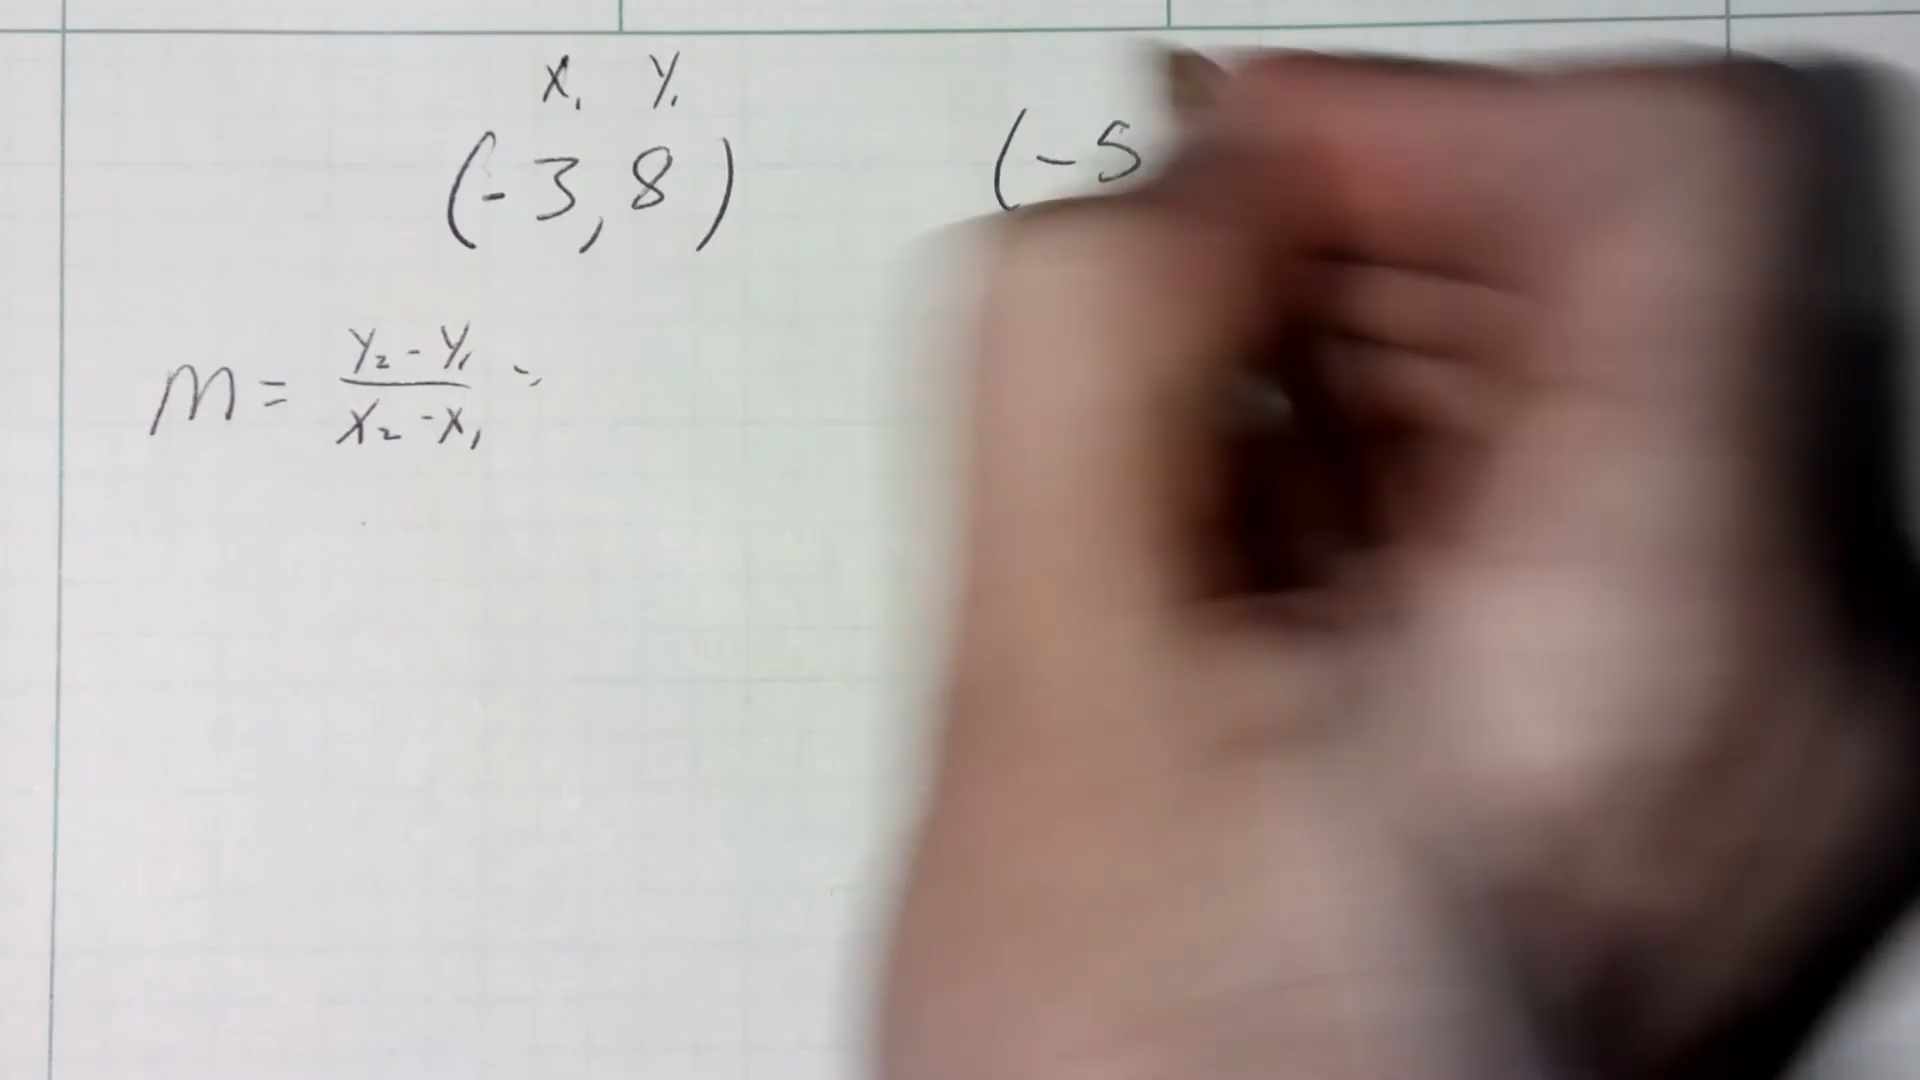 x₁ y₁
(-3, 8) (-5
m = y₂ - y₁ =
x₂ - x₁